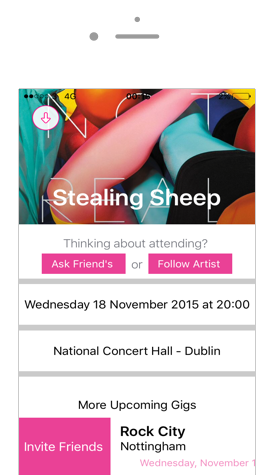 4G
NOT
REAL
Stealing Sheep
Thinking about attending?
Ask Friend's or Follow Artist
Wednesday 18 November 2015 at 20:00
National Concert Hall - Dublin
More Upcoming Gigs
Invite Friends
Rock City
Nottingham
Wednesday, November 1